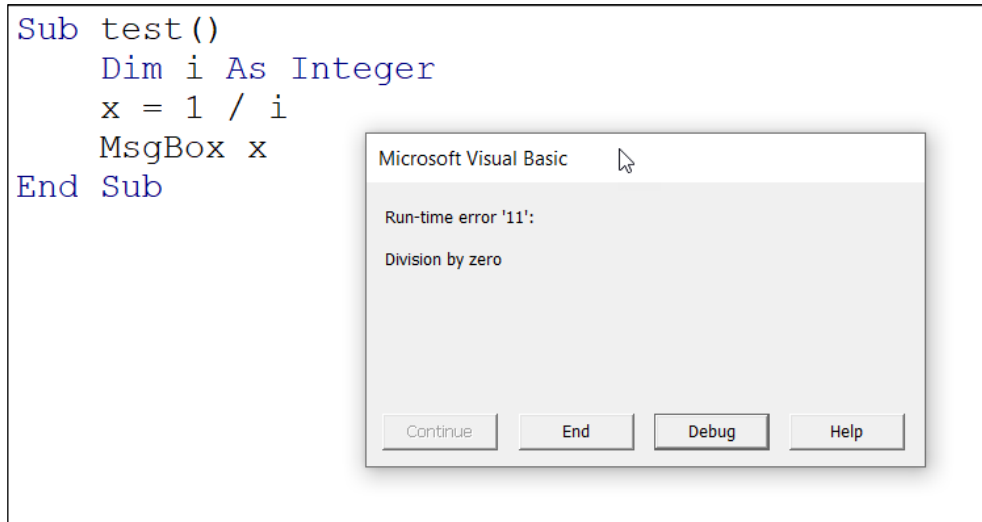 Sub test()
    Dim i As Integer
    x = 1 / i
    MsgBox x
End Sub
Microsoft Visual Basic
Run-time error '11':
Division by zero
Continue End Debug Help